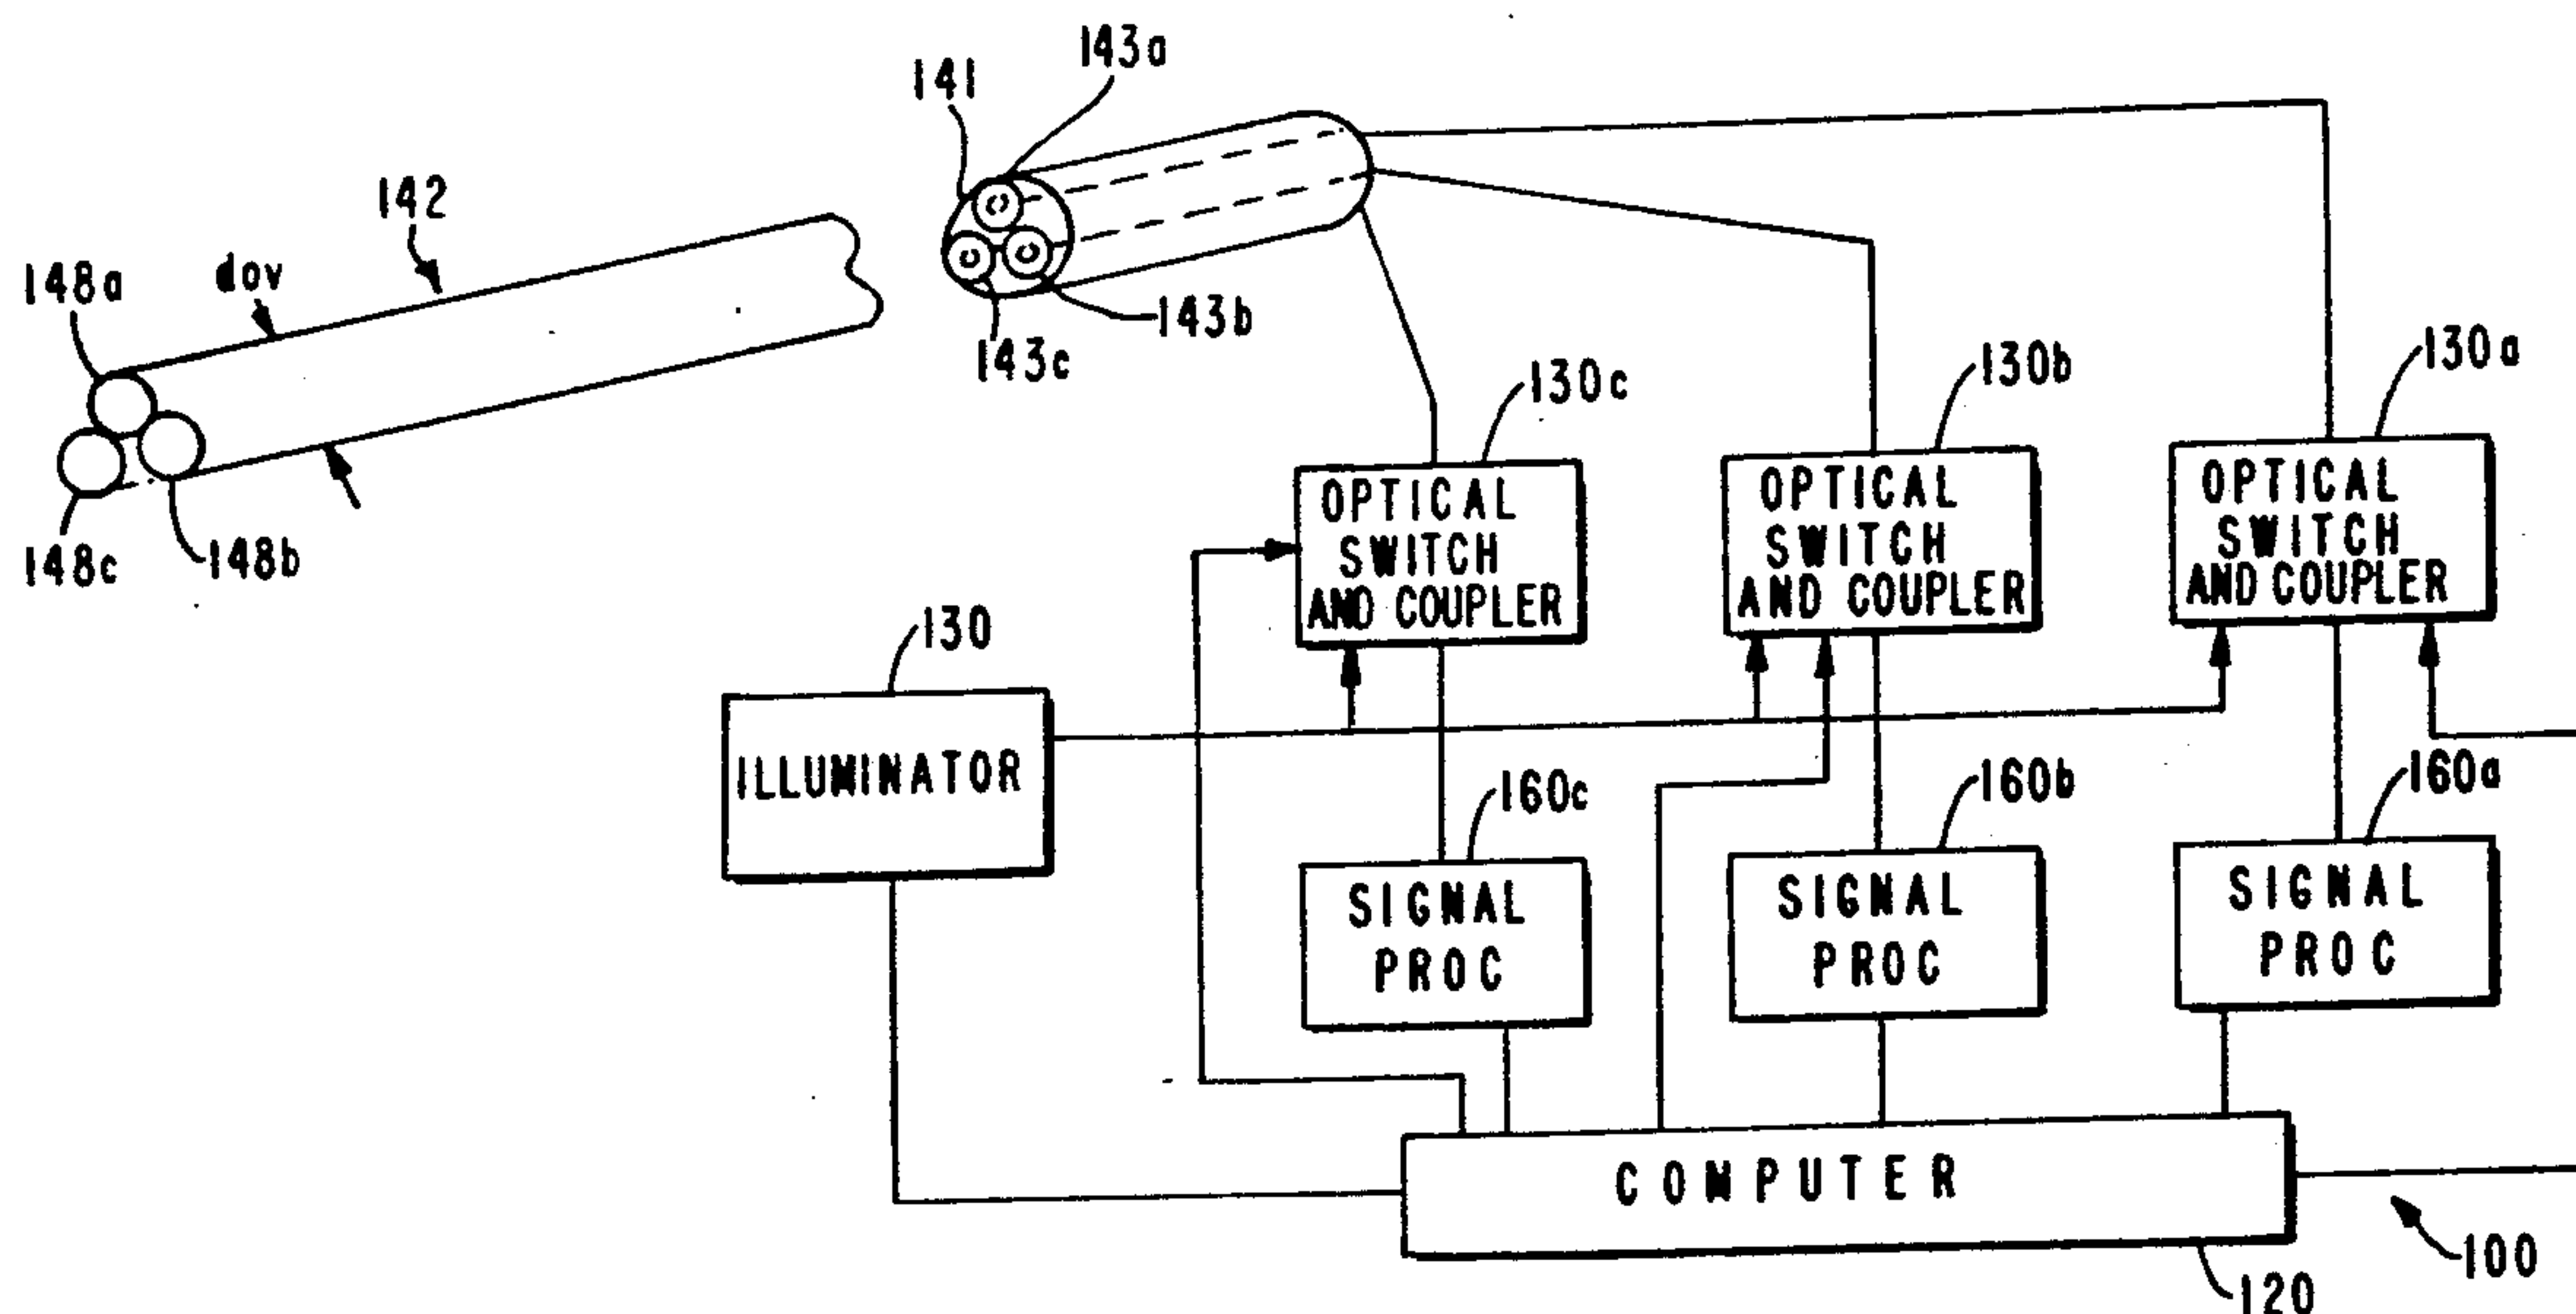 143a
141
142
148a
dov
143b
143c
148c
148b
130c
130b
130a
OPTICAL
SWITCH
AND COUPLER
OPTICAL
SWITCH
AND COUPLER
OPTICAL
SWITCH
AND COUPLER
130
ILLUMINATOR
160c
160b
160a
SIGNAL
PROC
SIGNAL
PROC
SIGNAL
PROC
COMPUTER
100
120